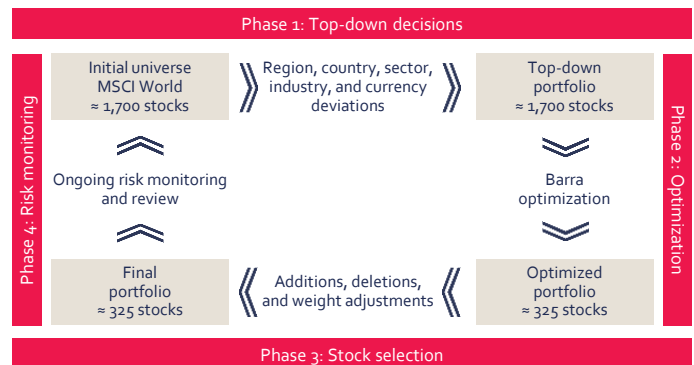 Phase 1: Top-down decisions
Initial universe
MSCI World
≈ 1,700 stocks
Region, country, sector,
industry, and currency
deviations
Top-down
portfolio
≈ 1,700 stocks
Phase 2: Optimization
Barra
optimization
Optimized
portfolio
≈ 325 stocks
Additions, deletions,
and weight adjustments
Final
portfolio
≈ 325 stocks
Phase 3: Stock selection
Phase 4: Risk monitoring
Ongoing risk monitoring
and review